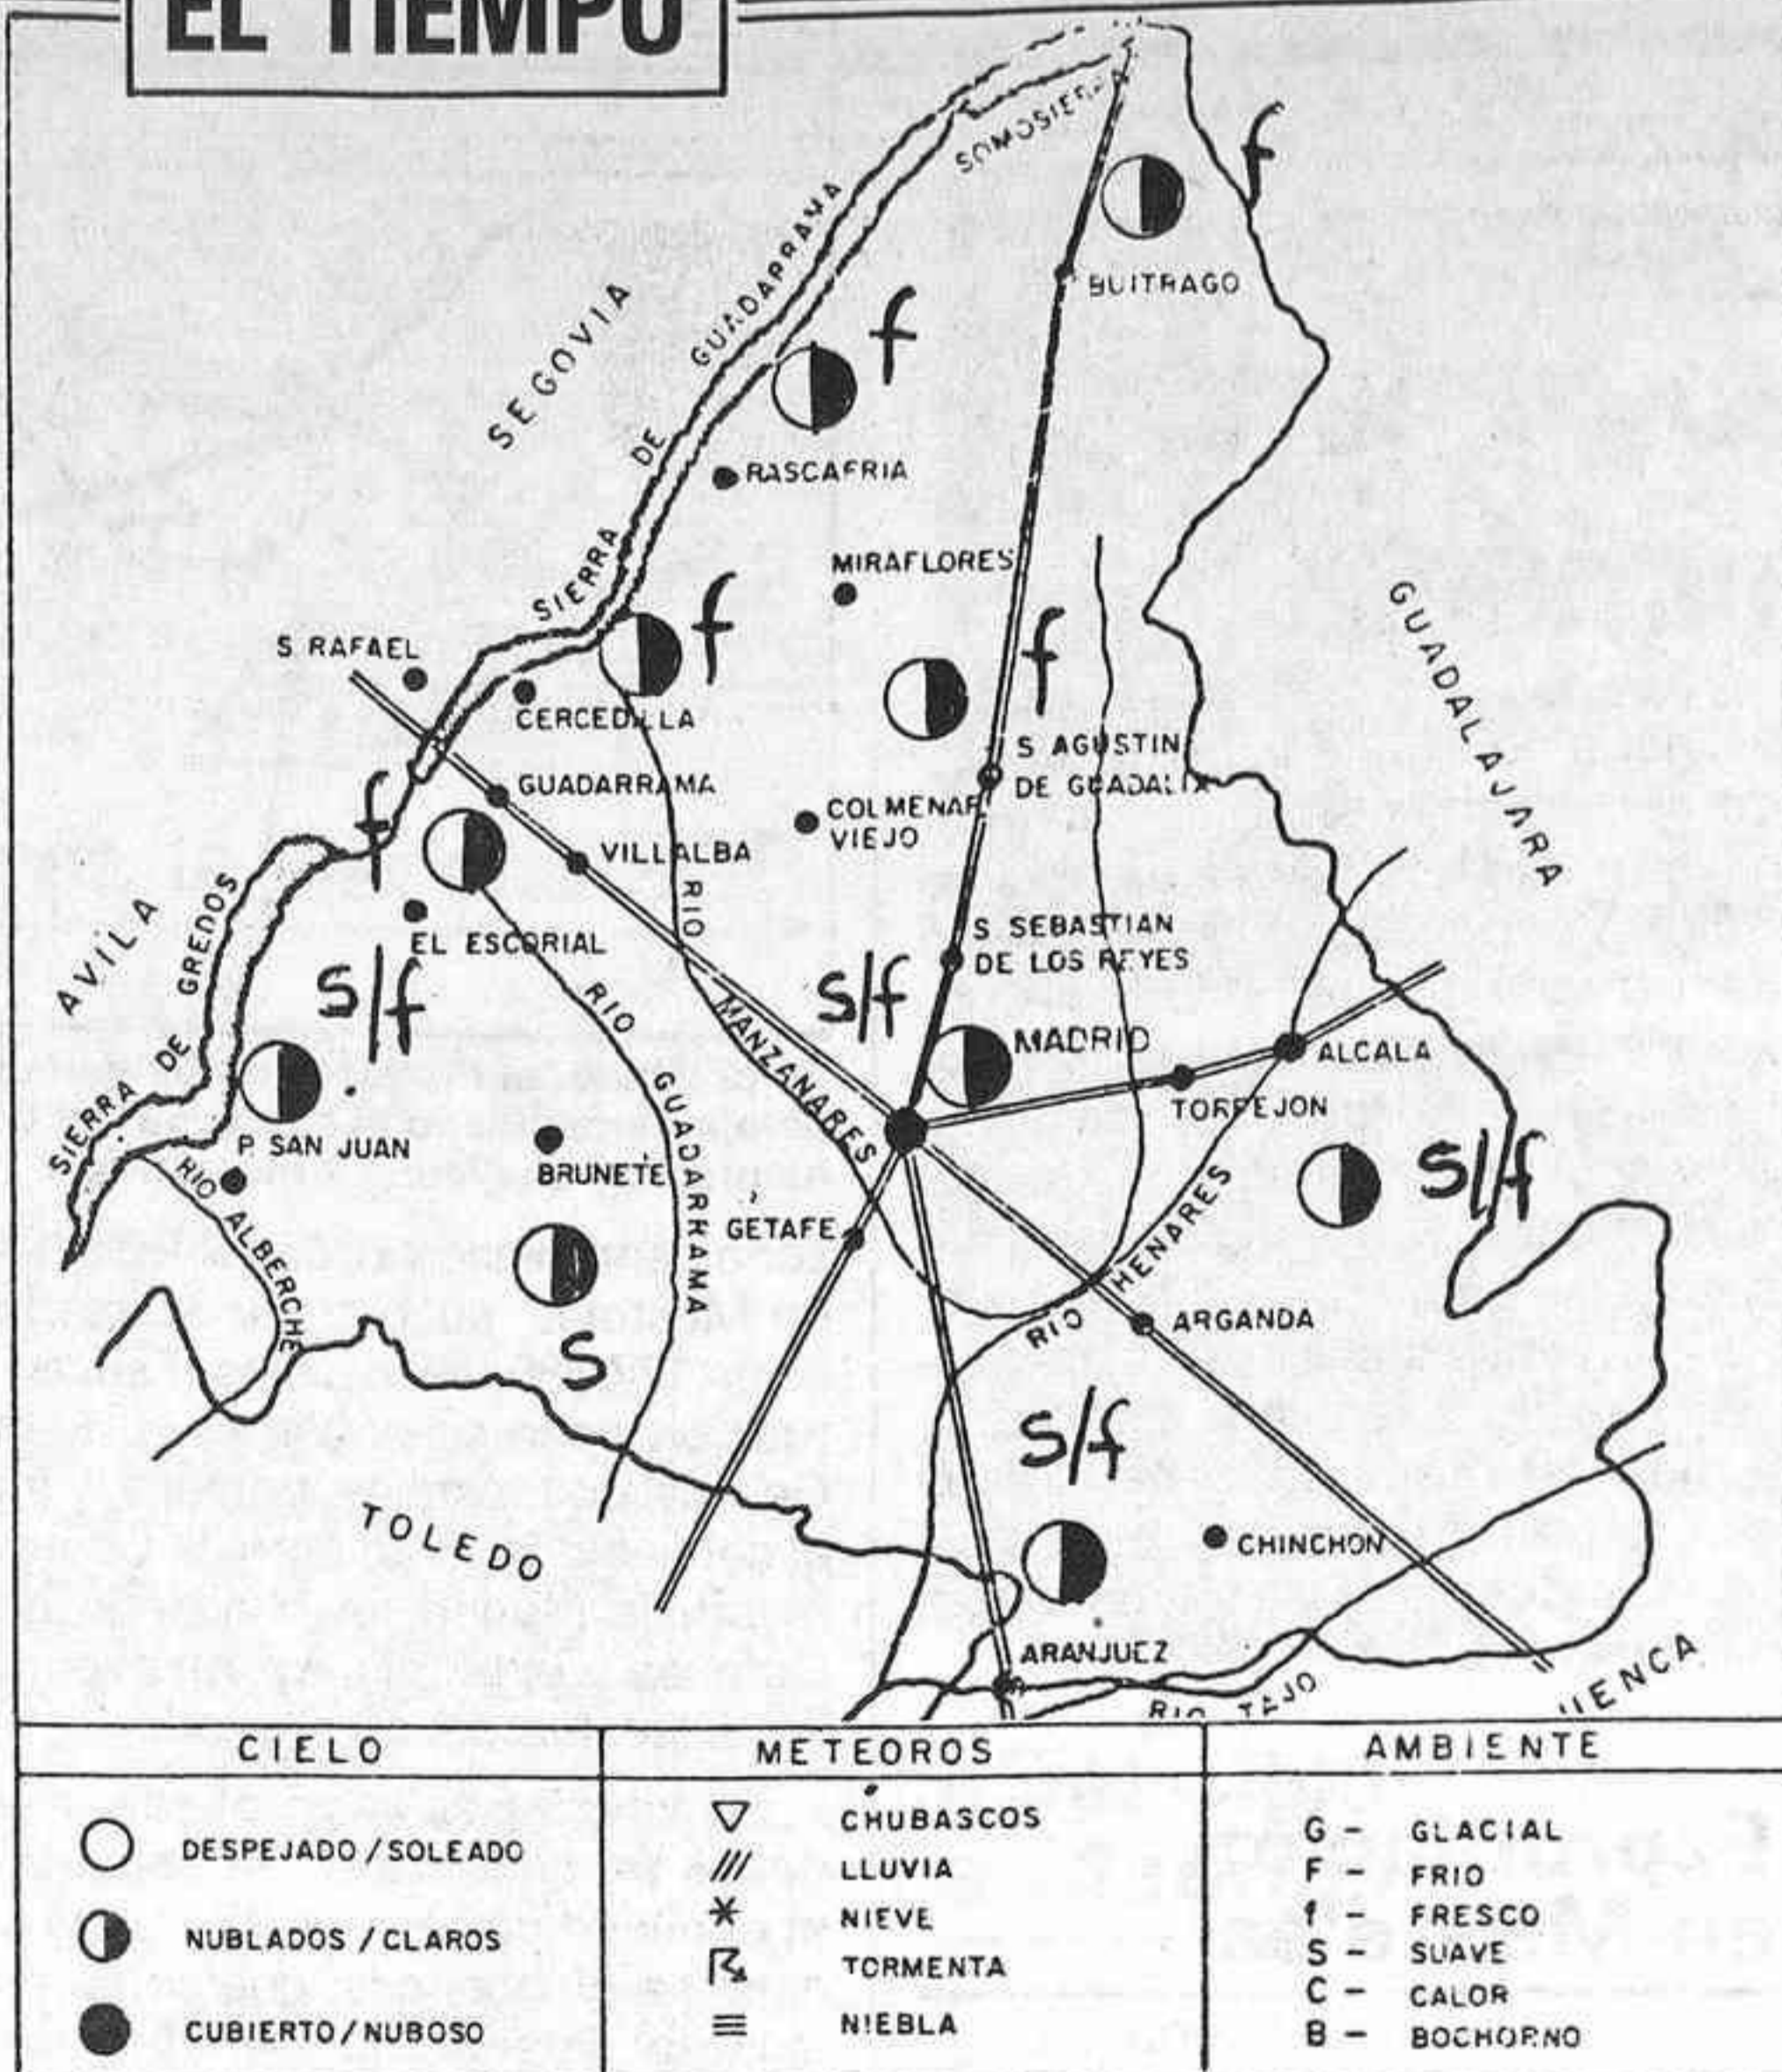 EL TIEMPO
SOMOSIERRA
f
BUITRAGO
SEGOVIA
SIERRA DE GUADARRAMA
f
RASCAFRIA
MIRAFLORES
f
f
S RAFAEL
CERCEDILLA
S AGUSTIN
DE GUADALIX
GUADALAJARA
GUADARRAMA
COLMENAR
VIEJO
f
VILLALBA
AVILA
SIERRA DE GREDOS
EL ESCORIAL
S/f
S SEBASTIAN
DE LOS REYES
S/f
RIO MANZANARES
RIO GUADARRAMA
MADRID
ALCALA
TORREJON
P. SAN JUAN
BRUNETE
GETAFE
S/f
RIO ALBERCHE
RIO HENARES
ARGANDA
S
S/f
TOLEDO
CHINCHON
ARANJUEZ
RIO TAJO
UENCA
CIELO
DESPEJADO / SOLEADO
NUBLADOS / CLAROS
CUBIERTO / NUBOSO
METEOROS
CHUBASCOS
LLUVIA
NIEVE
TORMENTA
NIEBLA
AMBIENTE
G - GLACIAL
F - FRIO
f - FRESCO
S - SUAVE
C - CALOR
B - BOCHORNO